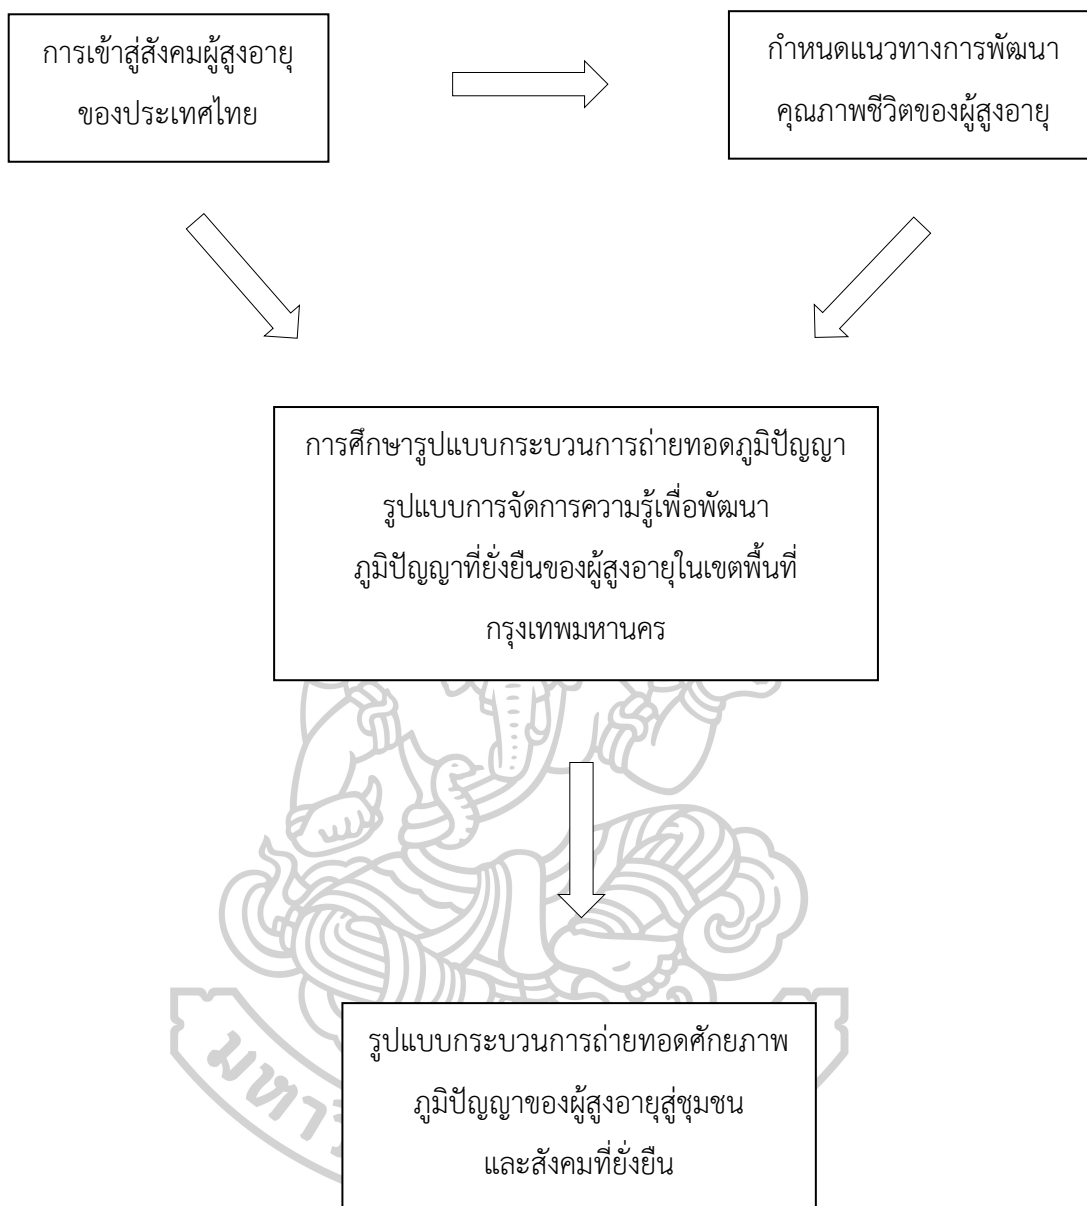 การเข้าสู่สังคมผู้สูงอายุ
ของประเทศไทย
กำหนดแนวทางการพัฒนา
คุณภาพชีวิตของผู้สูงอายุ
การศึกษารูปแบบกระบวนการถ่ายทอดภูมิปัญญา
รูปแบบการจัดการความรู้เพื่อพัฒนา
ภูมิปัญญาที่ยั่งยืนของผู้สูงอายุในเขตพื้นที่
กรุงเทพมหานคร
รูปแบบกระบวนการถ่ายทอดศักยภาพ
ภูมิปัญญาของผู้สูงอายุสู่ชุมชน
และสังคมที่ยั่งยืน